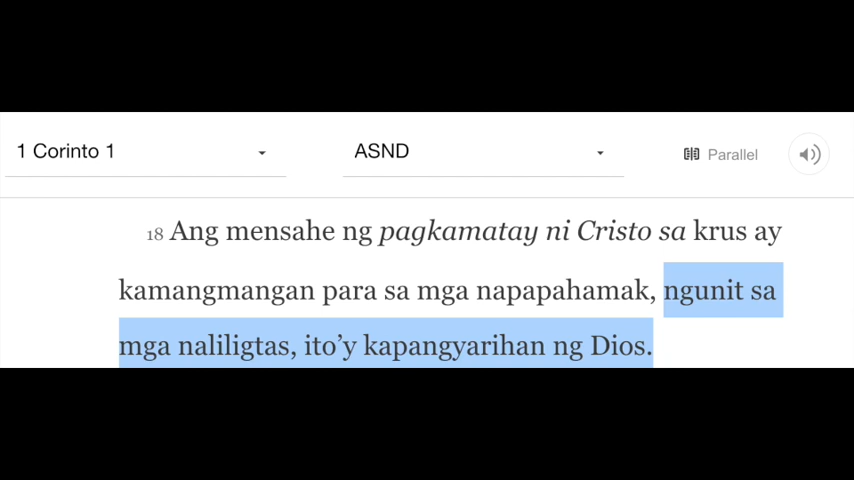 1 Corinto 1 ASND Parallel
18 Ang mensahe ng pagkamatay ni Cristo sa krus ay
kamangmangan para sa mga napapahamak, ngunit sa
mga naliligtas, ito’y kapangyarihan ng Dios.